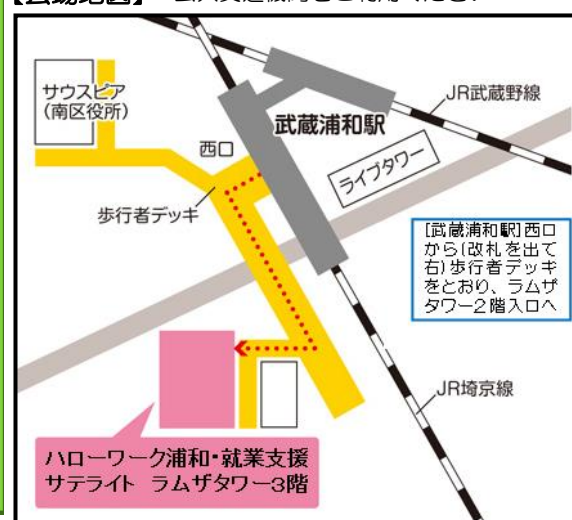 サウスピア
(南区役所)
武蔵浦和駅
JR武蔵野線
西口
ライブタワー
歩行者デッキ
[武蔵浦和駅]西口
から(改札を出て
右)歩行者デッキ
をとおり、ラムザ
タワー2階入口へ
JR埼京線
ハローワーク浦和・就業支援
サテライト ラムザタワー3階